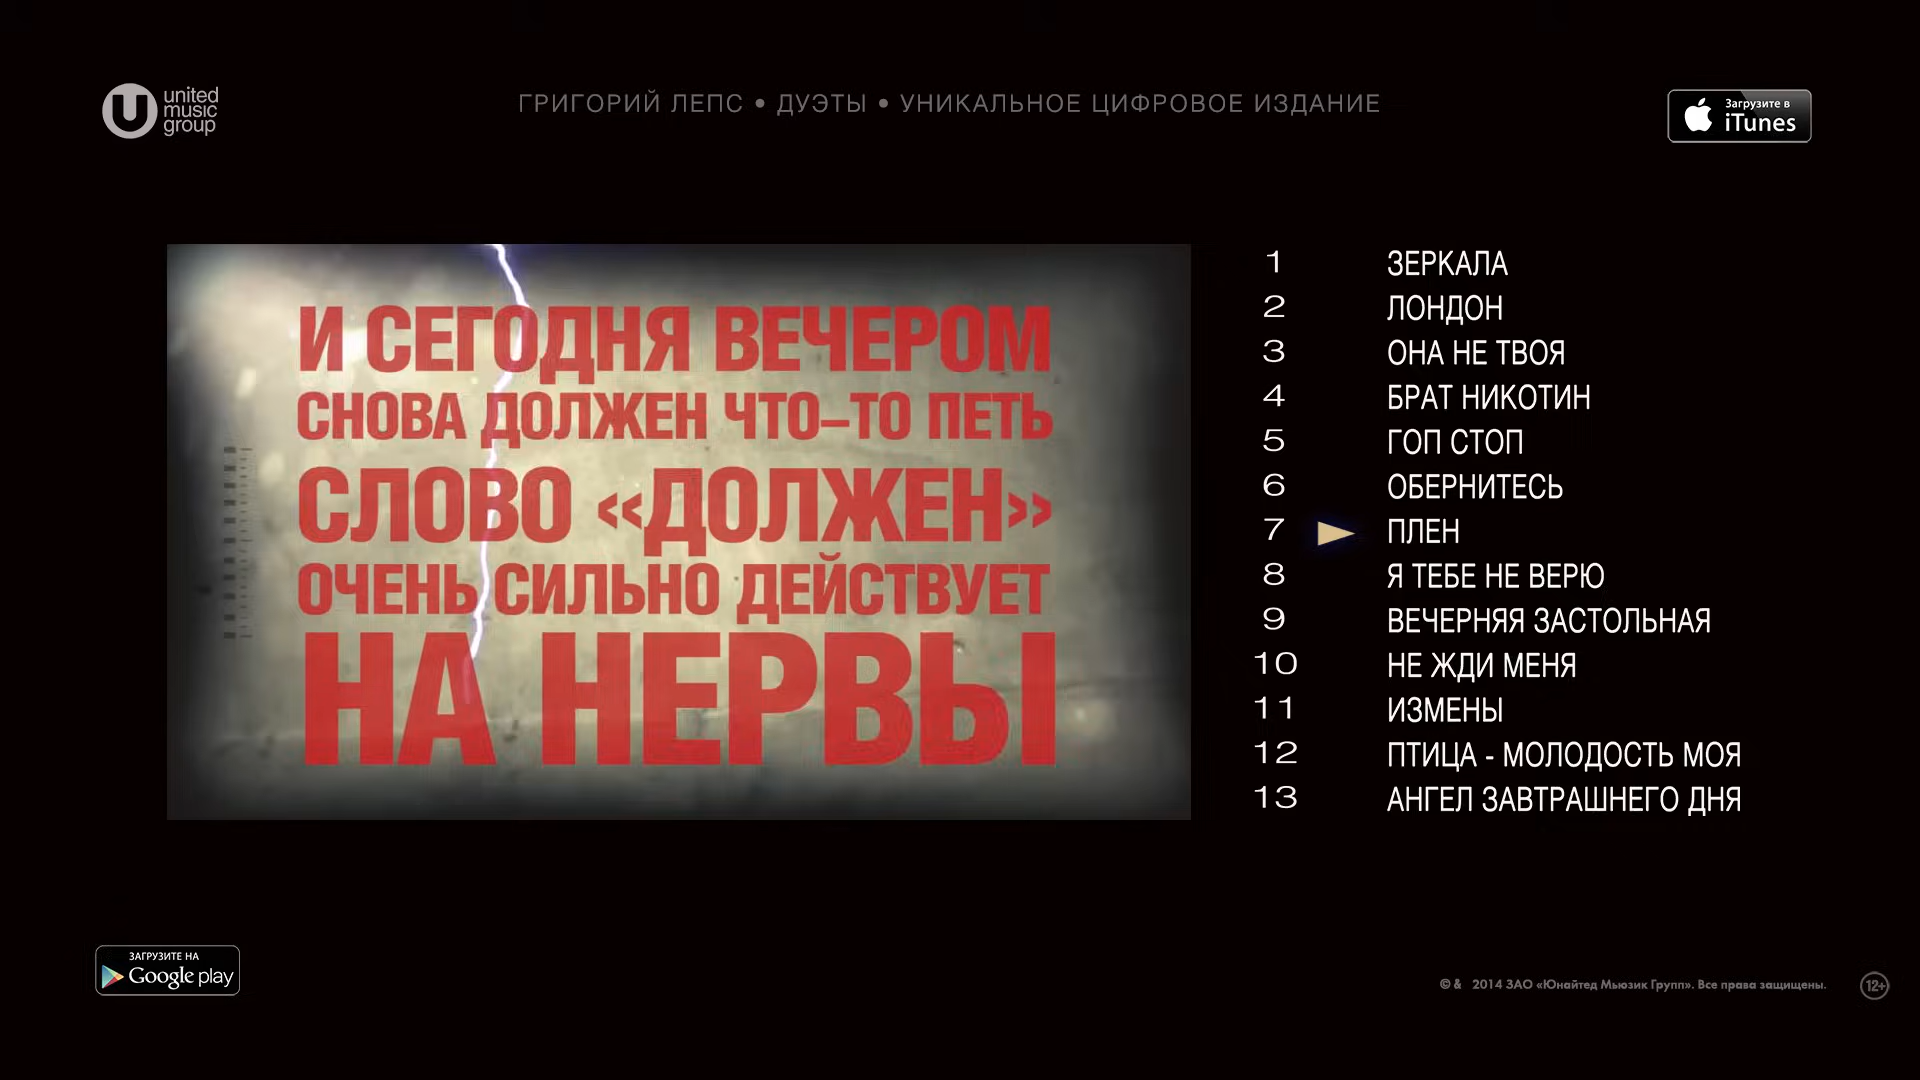 united
music
group
ГРИГОРИЙ ЛЕПС • ДУЭТЫ • УНИКАЛЬНОЕ ЦИФРОВОЕ ИЗДАНИЕ
Загрузите в
iTunes
И СЕГОДНЯ ВЕЧЕРОМ
СНОВА ДОЛЖЕН ЧТО–ТО ПЕТЬ
СЛОВО «ДОЛЖЕН»
ОЧЕНЬ СИЛЬНО ДЕЙСТВУЕТ
НА НЕРВЫ
1 ЗЕРКАЛА
2 ЛОНДОН
3 ОНА НЕ ТВОЯ
4 БРАТ НИКОТИН
5 ГОП СТОП
6 ОБЕРНИТЕСЬ
7 ПЛЕН
8 Я ТЕБЕ НЕ ВЕРЮ
9 ВЕЧЕРНЯЯ ЗАСТОЛЬНАЯ
10 НЕ ЖДИ МЕНЯ
11 ИЗМЕНЫ
12 ПТИЦА - МОЛОДОСТЬ МОЯ
13 АНГЕЛ ЗАВТРАШНЕГО ДНЯ
ЗАГРУЗИТЕ НА
Google play
© & 2014 ЗАО «Юнайтед Мьюзик Групп». Все права защищены.
12+